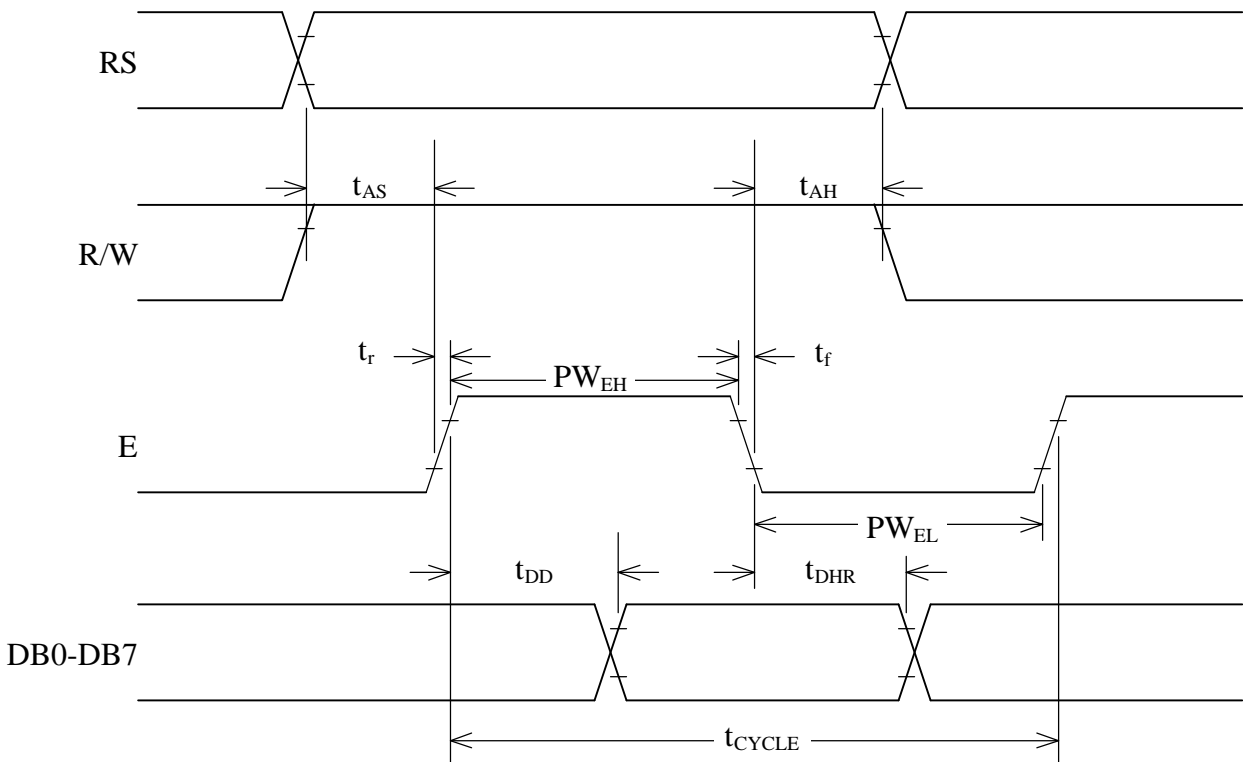 RS
tAS
tAH
R/W
tr
tf
PWEH
E
PWEL
tDD
tDHR
DB0-DB7
tCYCLE